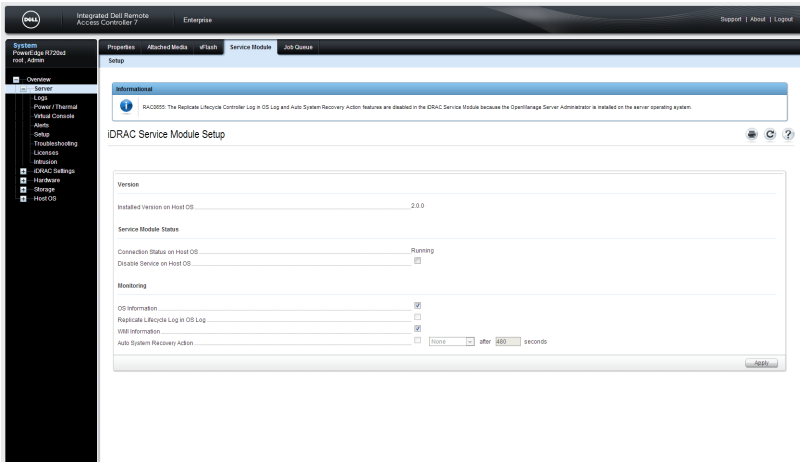 DELL
Integrated Dell Remote
Access Controller 7
Enterprise
Support | About | Logout
System
PowerEdge R720xd
root , Admin
Properties Attached Media vFlash Service Module Job Queue
Setup
Overview
Server
Logs
Power / Thermal
Virtual Console
Alerts
Setup
Troubleshooting
Licenses
Intrusion
iDRAC Settings
Hardware
Storage
Host OS
Informational
RAC0655: The Replicate Lifecycle Controller Log in OS Log and Auto System Recovery Action features are disabled in the iDRAC Service Module because the OpenManage Server Administrator is installed on the server operating system.
iDRAC Service Module Setup
Version
Installed Version on Host OS 2.0.0
Service Module Status
Connection Status on Host OS Running
Disable Service on Host OS
Monitoring
OS Information
Replicate Lifecycle Log in OS Log
WMI Information
Auto System Recovery Action None after 480 seconds
Apply